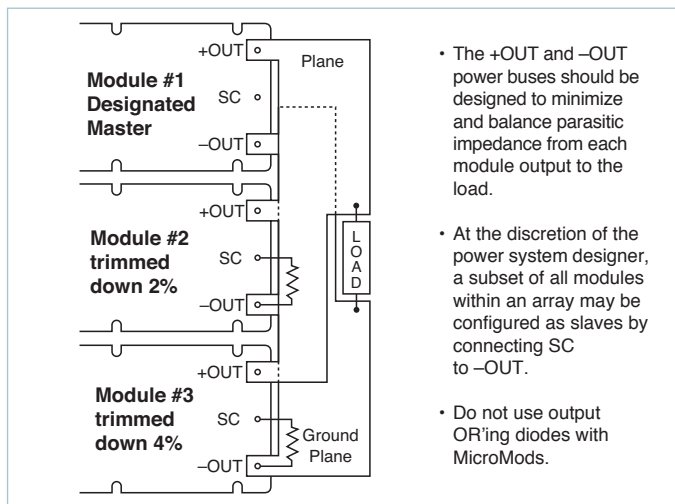 +OUT
Plane
Module #1
Designated
Master
SC
–OUT
+OUT
Module #2
trimmed
down 2%
SC
–OUT
L
O
A
D
+OUT
Module #3
trimmed
down 4%
SC
Ground
Plane
–OUT
• The +OUT and –OUT
power buses should be
designed to minimize
and balance parasitic
impedance from each
module output to the
load.
• At the discretion of the
power system designer,
a subset of all modules
within an array may be
configured as slaves by
connecting SC
to –OUT.
• Do not use output
OR'ing diodes with
MicroMods.